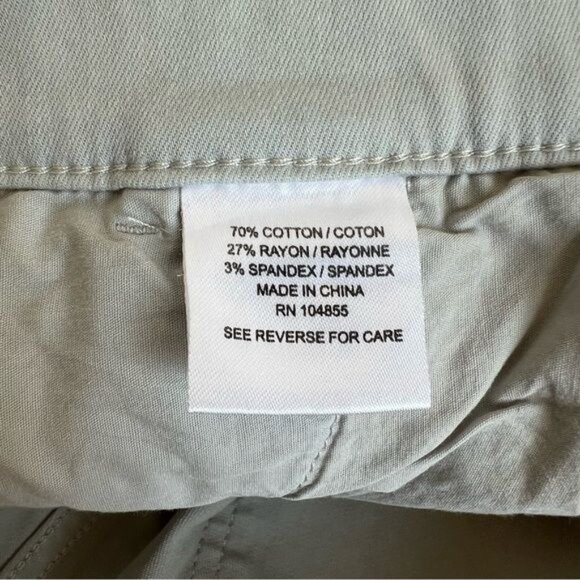 70% COTTON / COTON
27% RAYON / RAYONNE
3% SPANDEX / SPANDEX
MADE IN CHINA
RN 104855
SEE REVERSE FOR CARE